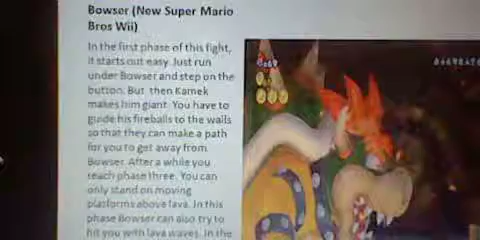 Bowser (New Super Mario
Bros Wii)
In the first phase of this fight,
it starts out easy. Just run
under Bowser and step on the
button. But then Kamek
makes him giant. You have to
guide his fireballs to the walls
so that they can make a path
for you to get away from
Bowser. After a while you
reach phase three. You can
only stand on moving
platforms above lava. In this
phase Bowser can also try to
hit you with lava waves. In the